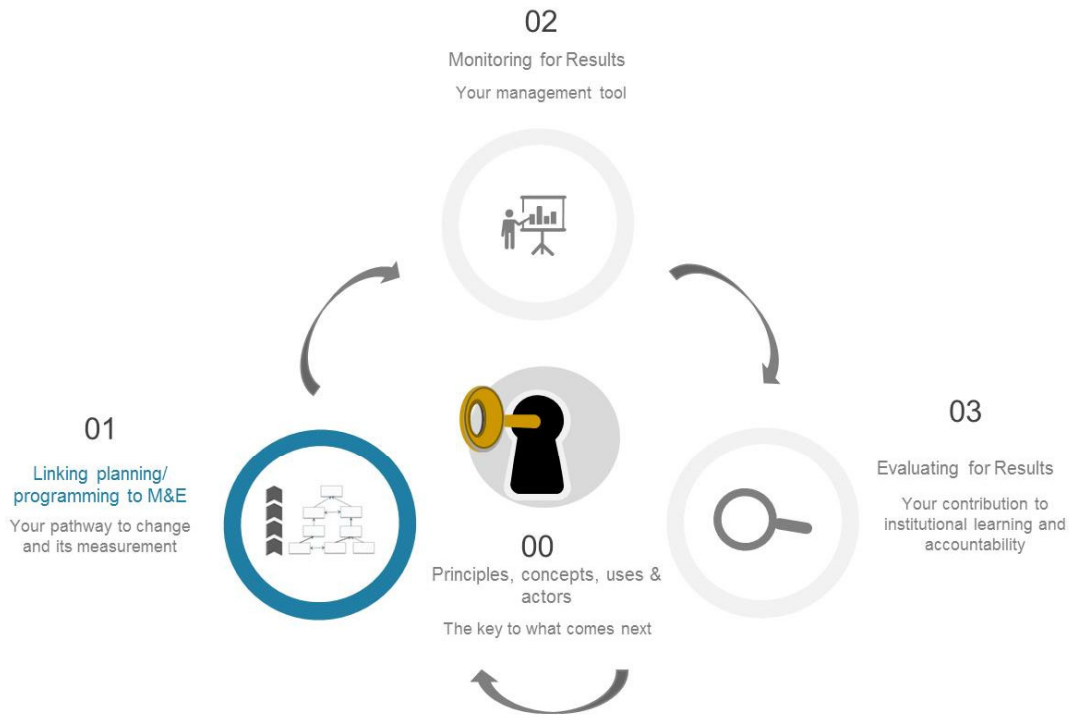 02
Monitoring for Results
Your management tool
01
Linking planning/
programming to M&E
Your pathway to change
and its measurement
03
Evaluating for Results
Your contribution to
institutional learning and
accountability
00
Principles, concepts, uses &
actors
The key to what comes next